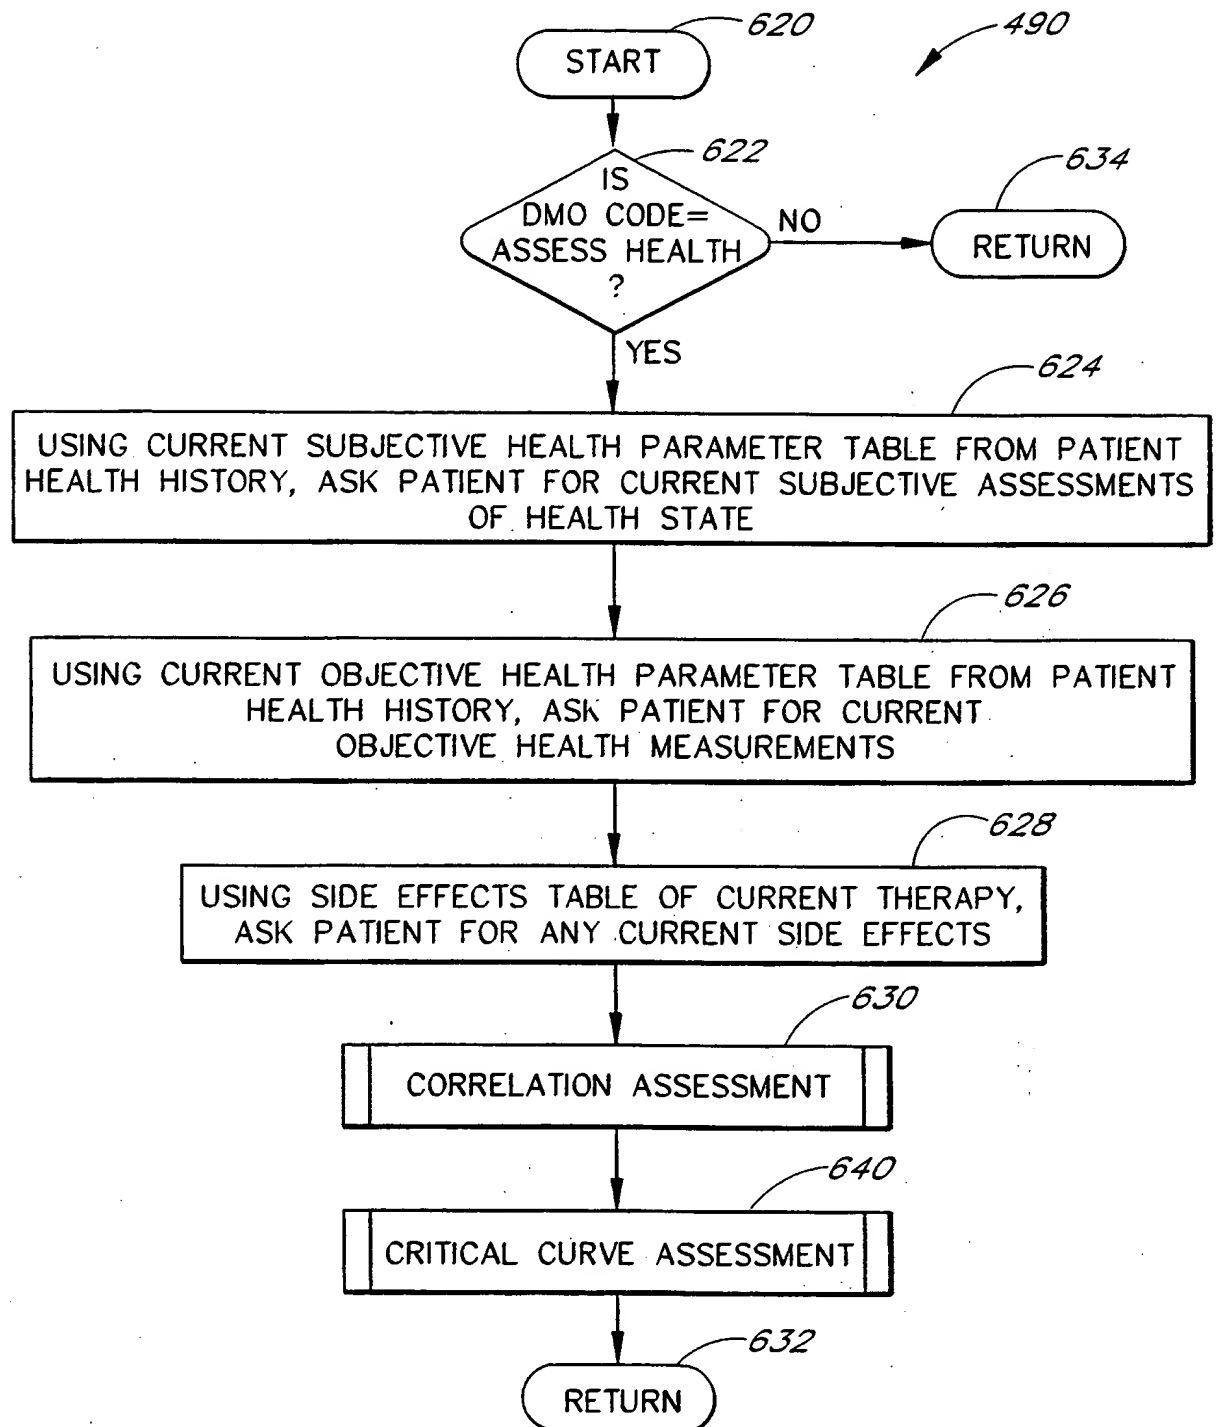 620
490
START
622
634
IS
DMO CODE=
ASSESS HEALTH
?
NO
RETURN
YES
624
USING CURRENT SUBJECTIVE HEALTH PARAMETER TABLE FROM PATIENT
HEALTH HISTORY, ASK PATIENT FOR CURRENT SUBJECTIVE ASSESSMENTS
OF HEALTH STATE
626
USING CURRENT OBJECTIVE HEALTH PARAMETER TABLE FROM PATIENT
HEALTH HISTORY, ASK PATIENT FOR CURRENT
OBJECTIVE HEALTH MEASUREMENTS
628
USING SIDE EFFECTS TABLE OF CURRENT THERAPY,
ASK PATIENT FOR ANY CURRENT SIDE EFFECTS
630
CORRELATION ASSESSMENT
640
CRITICAL CURVE ASSESSMENT
632
RETURN